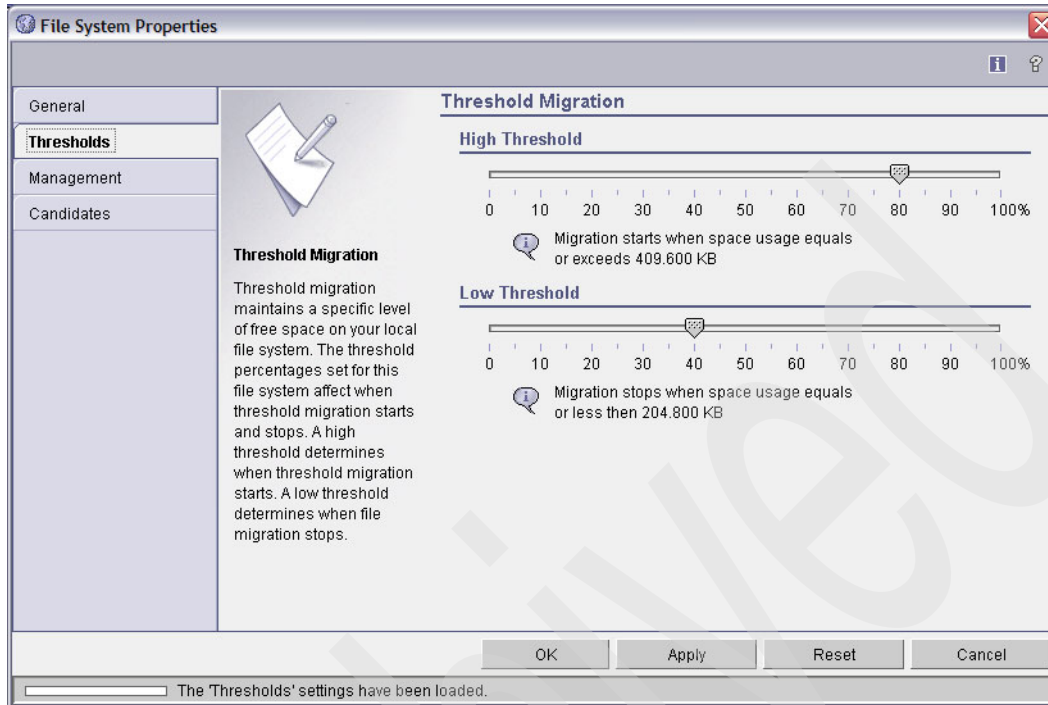 File System Properties
General
Thresholds
Management
Candidates
Threshold Migration
Threshold migration
maintains a specific level
of free space on your local
file system. The threshold
percentages set for this
file system affect when
threshold migration starts
and stops. A high
threshold determines
when threshold migration
starts. A low threshold
determines when file
migration stops.
Threshold Migration
High Threshold
0 10 20 30 40 50 60 70 80 90 100%
Migration starts when space usage equals
or exceeds 409.600 KB
Low Threshold
0 10 20 30 40 50 60 70 80 90 100%
Migration stops when space usage equals
or less then 204.800 KB
OK Apply Reset Cancel
The 'Thresholds' settings have been loaded.